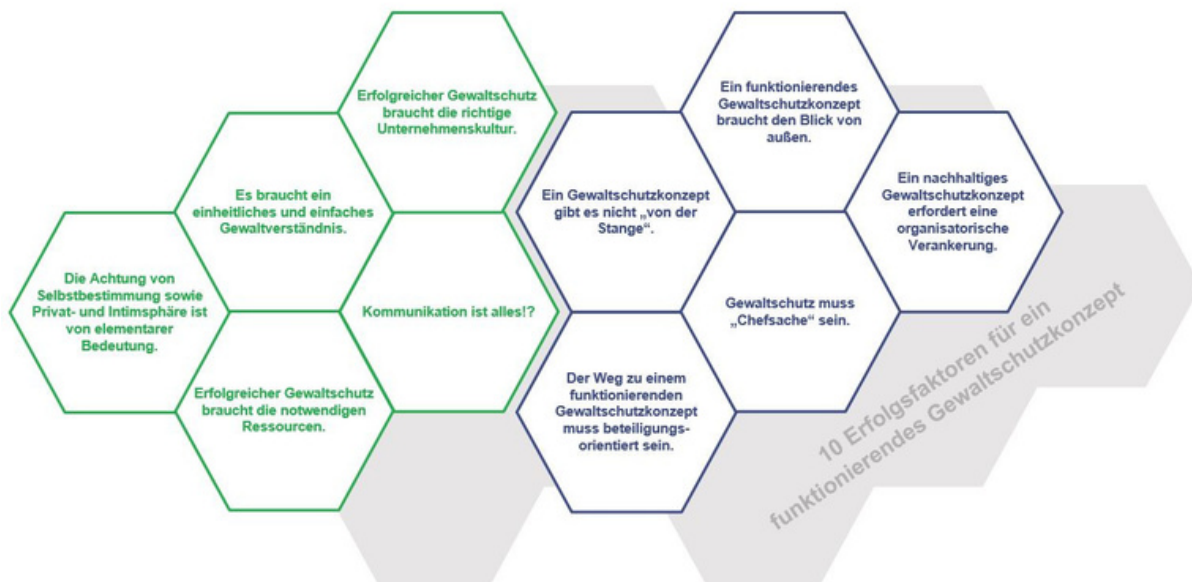 Erfolgreicher Gewaltschutz
braucht die richtige
Unternehmenskultur.
Es braucht ein
einheitliches und einfaches
Gewaltverständnis.
Die Achtung von
Selbstbestimmung sowie
Privat- und Intimsphäre ist
von elementarer
Bedeutung.
Kommunikation ist alles!?
Erfolgreicher Gewaltschutz
braucht die notwendigen
Ressourcen.
Ein funktionierendes
Gewaltschutzkonzept
braucht den Blick von
außen.
Ein Gewaltschutzkonzept
gibt es nicht „von der
Stange“.
Ein nachhaltiges
Gewaltschutzkonzept
erfordert eine
organisatorische
Verankerung.
Gewaltschutz muss
„Chefsache“ sein.
Der Weg zu einem
funktionierenden
Gewaltschutzkonzept
muss beteiligungs-
orientiert sein.
10 Erfolgsfaktoren für ein
funktionierendes Gewaltschutzkonzept